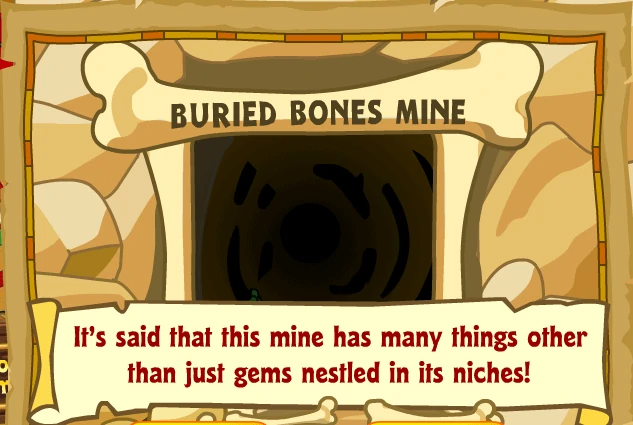 BURIED BONES MINE
It's said that this mine has many things other
than just gems nestled in its niches!